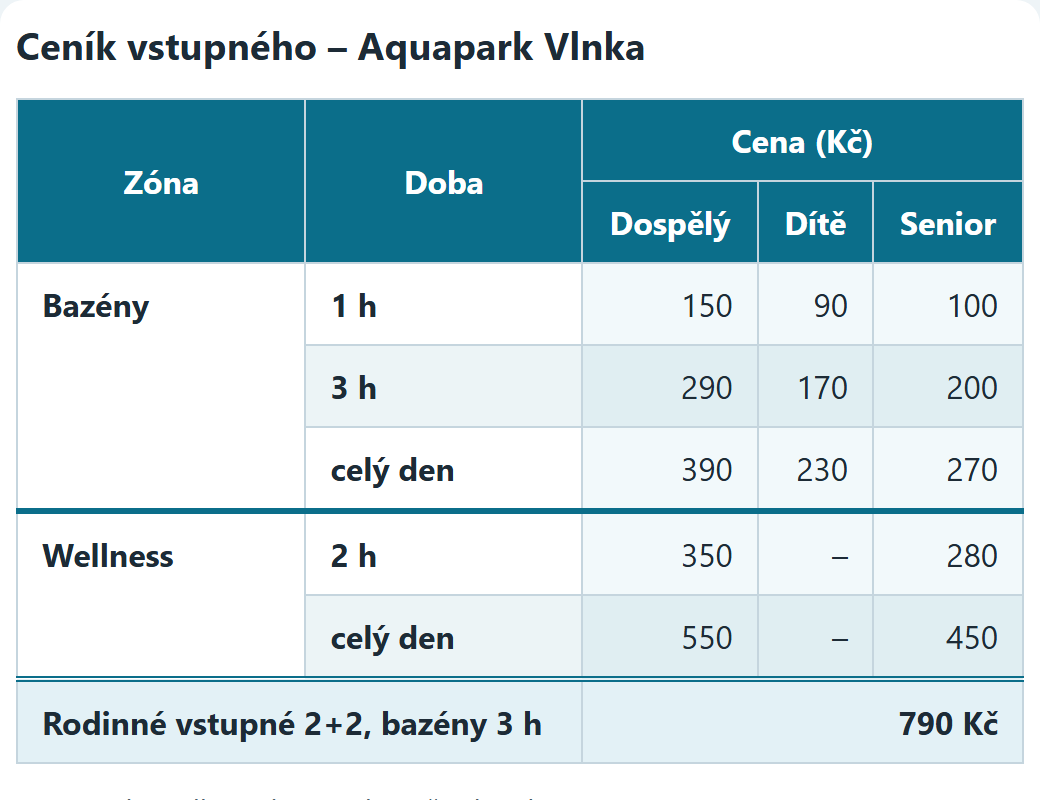 Ceník vstupného – Aquapark Vlnka
Zóna Doba Cena (Kč)
Dospělý Dítě Senior
Bazény 1 h 150 90 100
3 h 290 170 200
celý den 390 230 270
Wellness 2 h 350 – 280
celý den 550 – 450
Rodinné vstupné 2+2, bazény 3 h 790 Kč